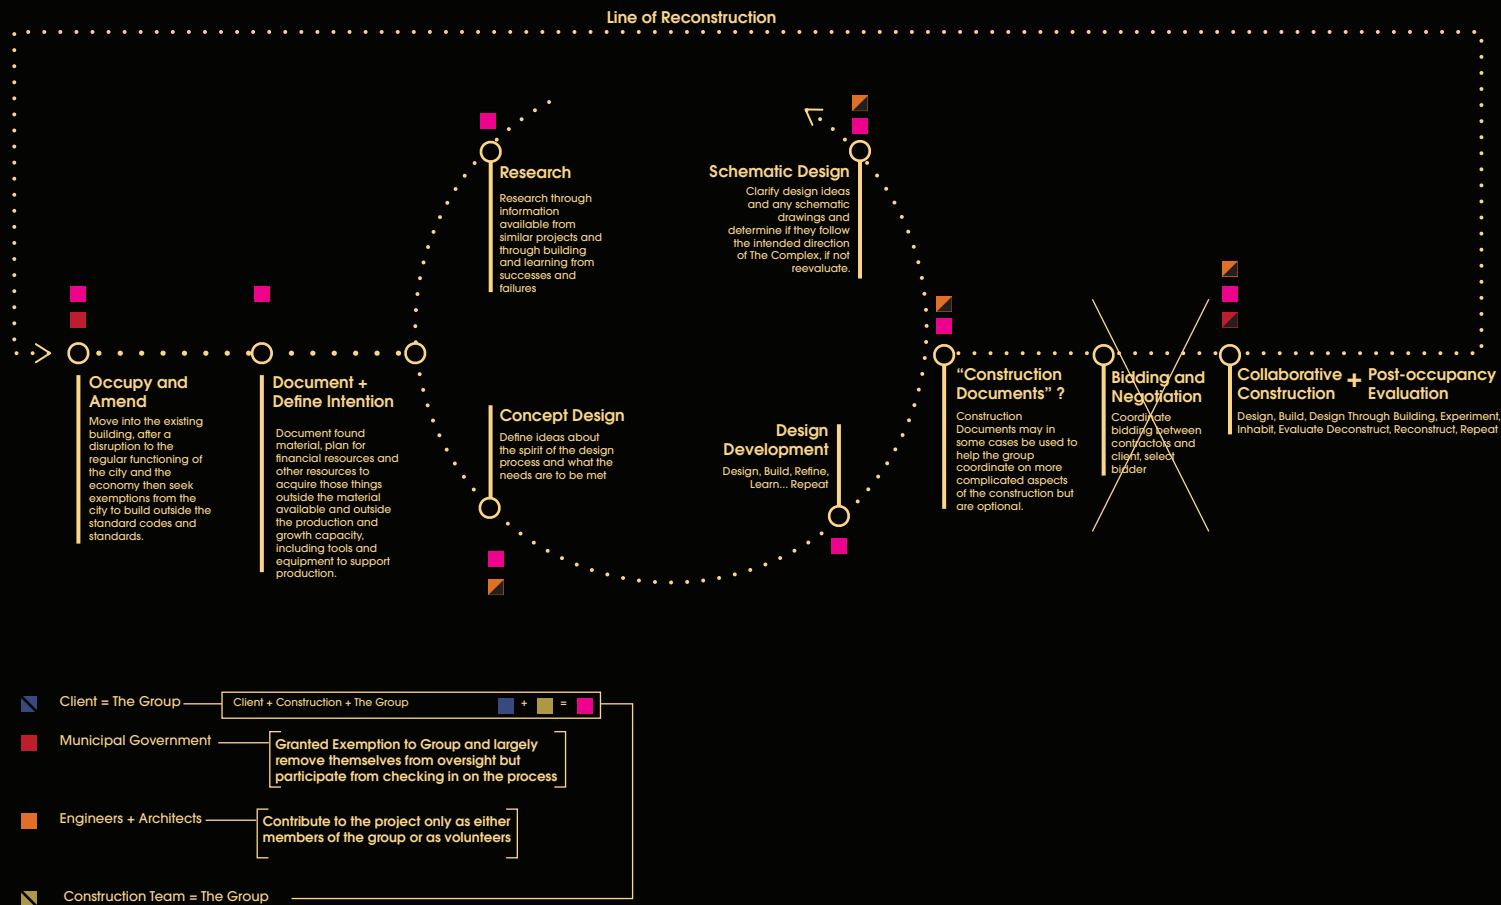 Line of Reconstruction
Research
Research through
information
available from
similar projects and
through building
and learning from
successes and
failures
Schematic Design
Clarify design ideas
and any schematic
drawings and
determine if they follow
the intended direction
of The Complex, if not
reevaluate.
Occupy and
Amend
Move into the existing
building, after a
disruption to the
regular functioning of
the city and the
economy then seek
exemptions from the
city to build outside the
standard codes and
standards.
Document +
Define Intention
Document found
material, plan for
financial resources and
other resources to
acquire those things
outside the material
available and outside
the production and
growth capacity,
including tools and
equipment to support
production.
Concept Design
Define ideas about
the spirit of the design
process and what the
needs are to be met
Design
Development
Design, Build, Refine,
Learn... Repeat
“Construction
Documents” ?
Construction
Documents may in
some cases be used to
help the group
coordinate on more
complicated aspects
of the construction but
are optional.
Bidding and
Negotiation
Coordinate
bidding between
contractors and
client, select
bidder
Collaborative
Construction
+
Post-occupancy
Evaluation
Design, Build, Design Through Building, Experiment,
Inhabit, Evaluate Deconstruct, Reconstruct, Repeat
Client = The Group
Client + Construction + The Group
+ =
Municipal Government
Granted Exemption to Group and largely
remove themselves from oversight but
participate from checking in on the process
Engineers + Architects
Contribute to the project only as either
members of the group or as volunteers
Construction Team = The Group